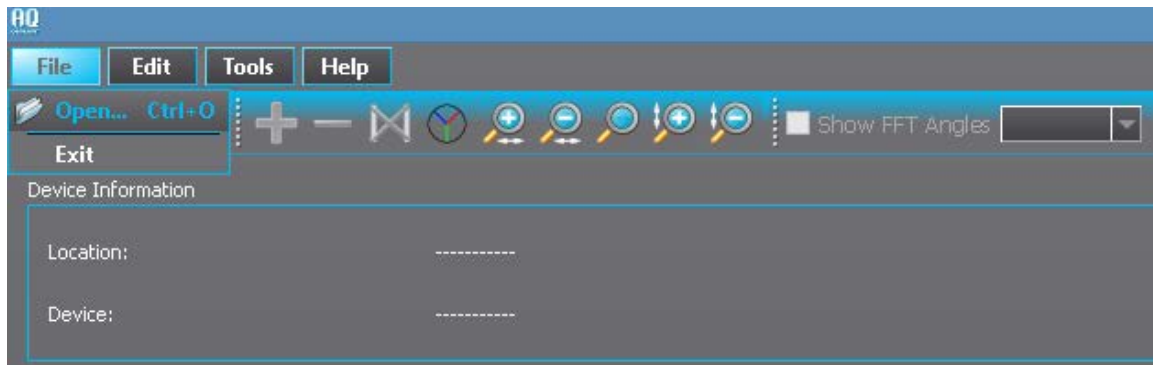 AQ
File Edit Tools Help
Open... Ctrl+O
Show FFT Angles
Exit
Device Information
Location: -----------
Device: -----------